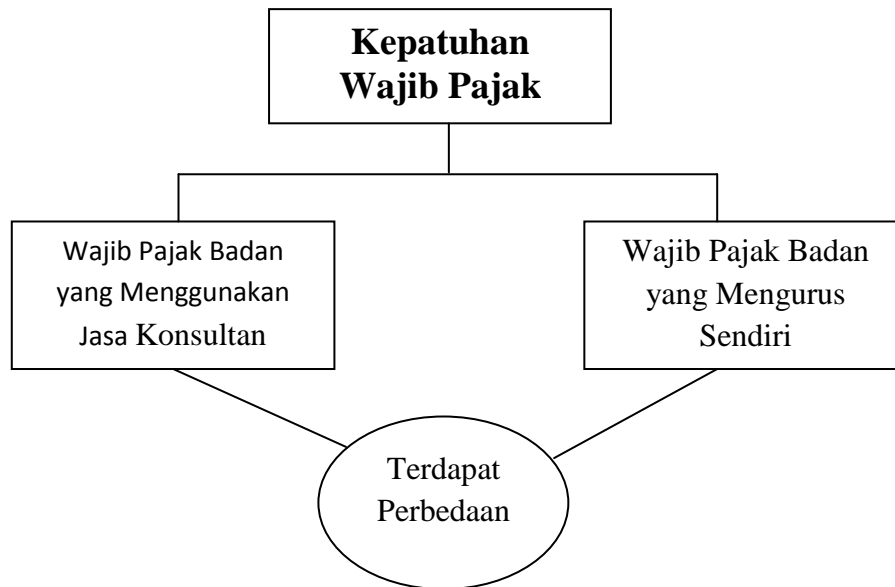 Kepatuhan
Wajib Pajak
Wajib Pajak Badan
yang Menggunakan
Jasa Konsultan
Wajib Pajak Badan
yang Mengurus
Sendiri
Terdapat
Perbedaan